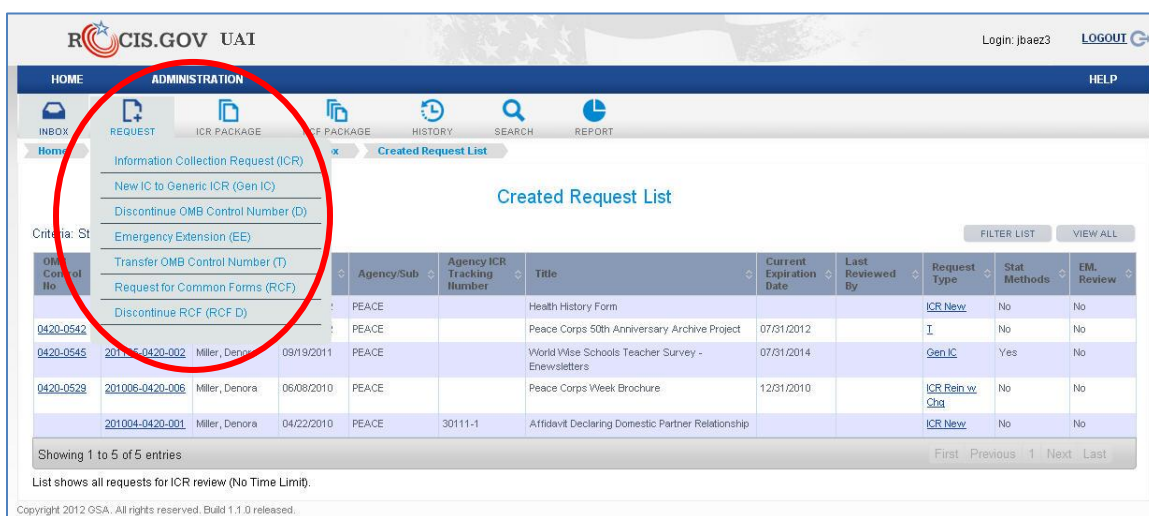 ROCIS.GOV UAI
Login: jbaez3 LOGOUT
HOME ADMINISTRATION HELP
INBOX REQUEST ICR PACKAGE PACKAGE HISTORY SEARCH REPORT
Home Created Request List
Information Collection Request (ICR)
New IC to Generic ICR (Gen IC)
Discontinue OMB Control Number (D)
Emergency Extension (EE)
Transfer OMB Control Number (T)
Request for Common Forms (RCF)
Discontinue RCF (RCF D)
Created Request List
Criteria: St
FILTER LIST VIEW ALL
Control No Agency/Sub Agency ICR Tracking Number Title Current Expiration Date Last Reviewed By Request Type Stat Methods EM. Review
PEACE Health History Form ICR New No No
0420-0542 PEACE Peace Corps 50th Anniversary Archive Project 07/31/2012 T No No
0420-0545 0420-002 Miller, Denora 09/19/2011 PEACE World Wise Schools Teacher Survey - Enewsletters 07/31/2014 Gen IC Yes No
0420-0529 201006-0420-006 Miller, Denora 06/08/2010 PEACE Peace Corps Week Brochure 12/31/2010 ICR Rein w Chg No No
201004-0420-001 Miller, Denora 04/22/2010 PEACE 30111-1 Affidavit Declaring Domestic Partner Relationship ICR New No No
Showing 1 to 5 of 5 entries First Previous 1 Next Last
List shows all requests for ICR review (No Time Limit).
Copyright 2012 GSA. All rights reserved. Build 1.1.0 released.